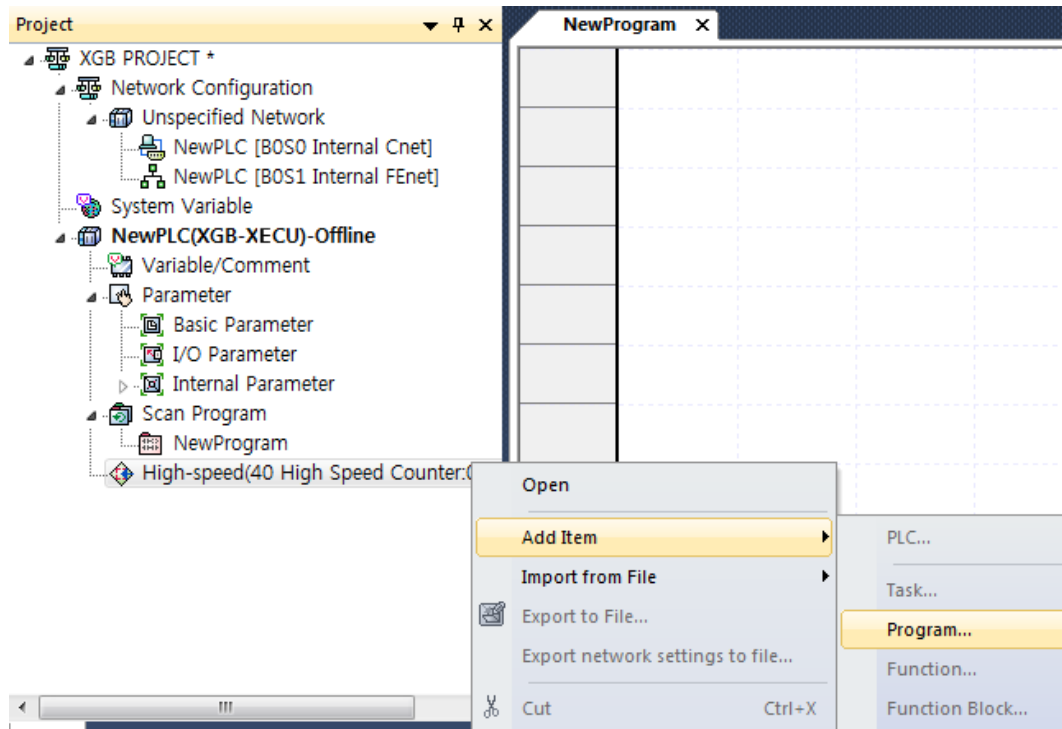 Project
NewProgram
XGB PROJECT *
Network Configuration
Unspecified Network
NewPLC [B0S0 Internal Cnet]
NewPLC [B0S1 Internal FEnet]
System Variable
NewPLC(XGB-XECU)-Offline
Variable/Comment
Parameter
Basic Parameter
I/O Parameter
Internal Parameter
Scan Program
NewProgram
High-speed(40 High Speed Counter:
Open
Add Item
Import from File
Export to File...
Export network settings to file...
Cut Ctrl+X
PLC...
Task...
Program...
Function...
Function Block...